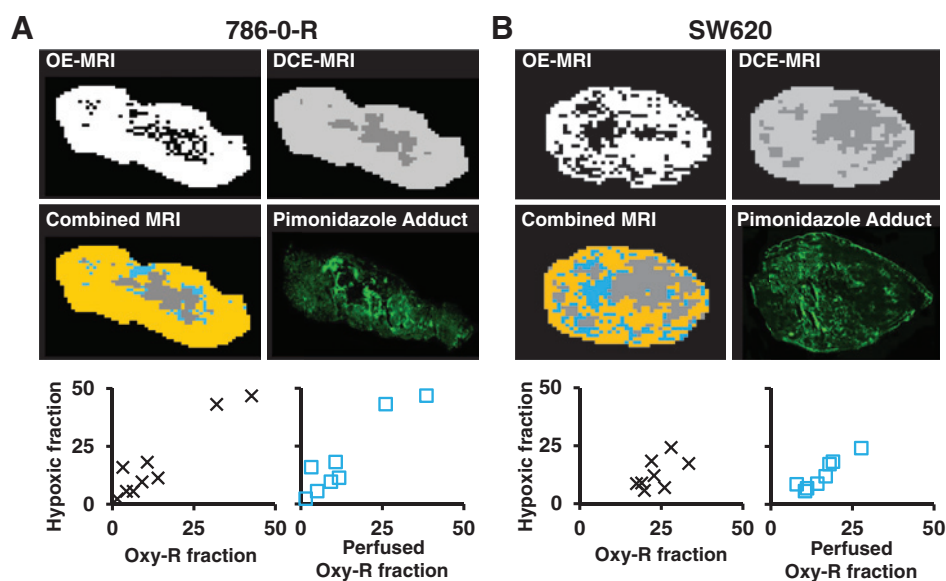 A
786-0-R
OE-MRI
DCE-MRI
Combined MRI
Pimonidazole Adduct
Hypoxic fraction
50
25
0
0
25
50
Oxy-R fraction
0
25
50
Perfused
Oxy-R fraction
B
SW620
OE-MRI
DCE-MRI
Combined MRI
Pimonidazole Adduct
Hypoxic fraction
50
25
0
0
25
50
Oxy-R fraction
0
25
50
Perfused
Oxy-R fraction